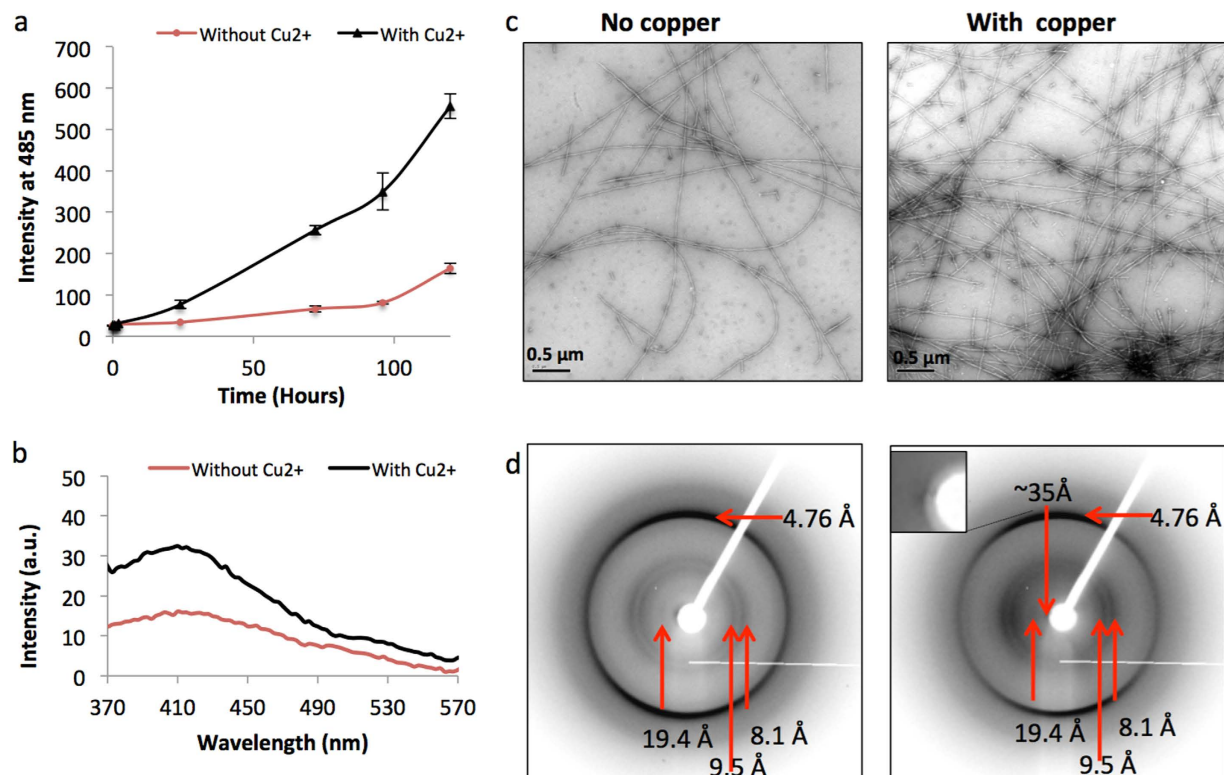 a
Without Cu2+
With Cu2+
Intensity at 485 nm
700
600
500
400
300
200
100
0
0
50
100
Time (Hours)
b
Without Cu2+
With Cu2+
Intensity (a.u.)
50
40
30
20
10
0
370
410
450
490
530
570
Wavelength (nm)
c
No copper
With copper
0.5 μm
0.5 μm
d
4.76 Å
19.4 Å
8.1 Å
9.5 Å
~35Å
4.76 Å
19.4 Å
8.1 Å
9.5 Å